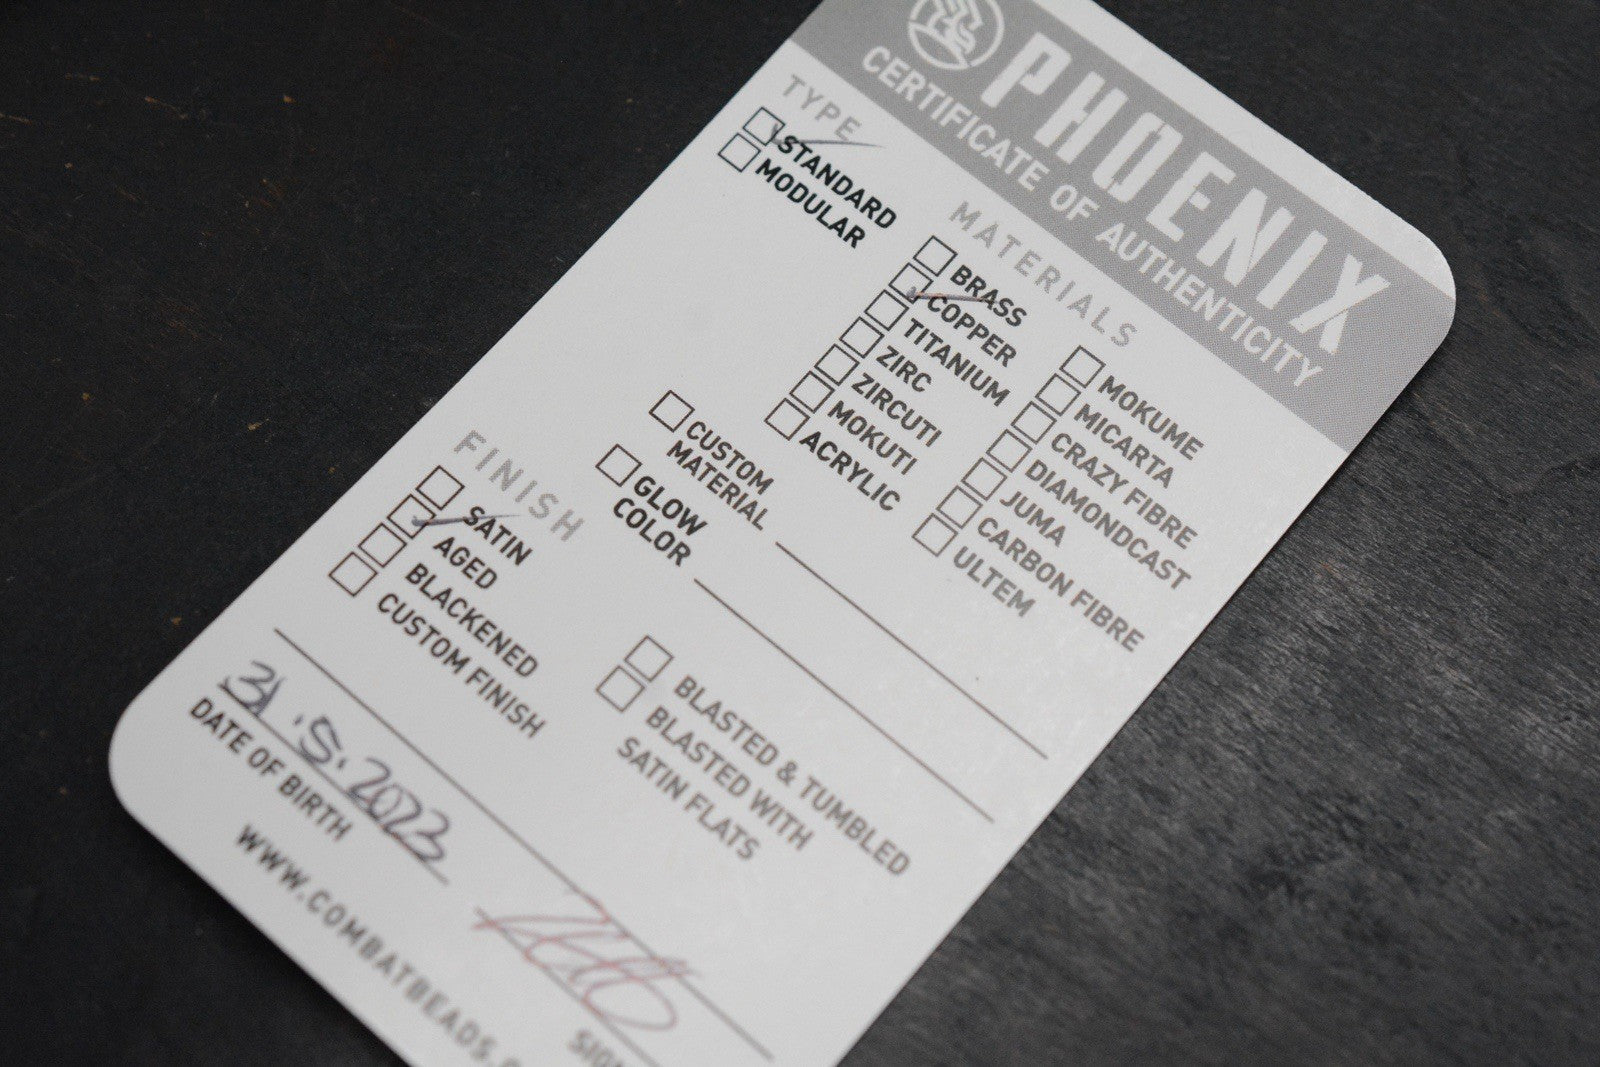 PHOENIX
CERTIFICATE OF AUTHENTICITY
TYPE
STANDARD
MODULAR
MATERIALS
BRASS
COPPER
TITANIUM
ZIRC
ZIRCUTI
MOKUTI
ACRYLIC
MOKUME
MICARTA
CRAZY FIBRE
DIAMONDCAST
JUMA
CARBON FIBRE
ULTEM
CUSTOM
MATERIAL
GLOW
COLOR
FINISH
SATIN
AGED
BLACKENED
CUSTOM FINISH
BLASTED & TUMBLED
BLASTED WITH
SATIN FLATS
31.5.2023
DATE OF BIRTH
WWW.COMBATBEADS.